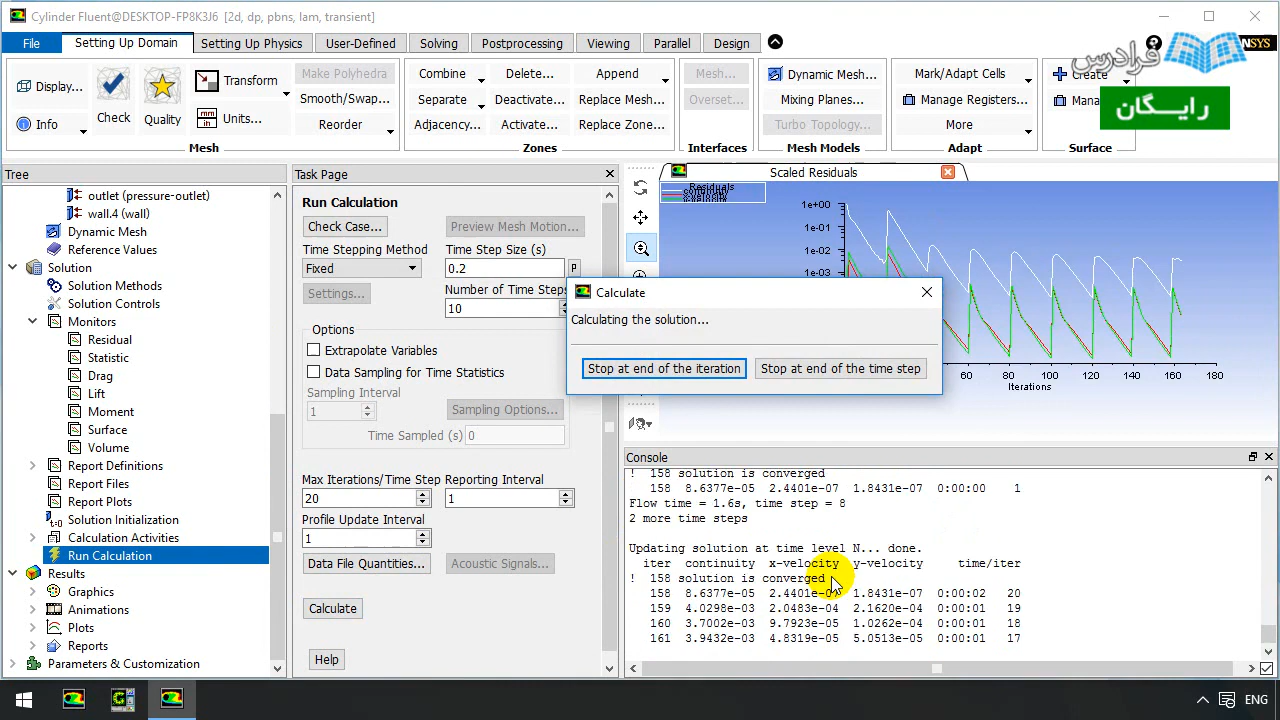 Cylinder Fluent@DESKTOP-FP8K3J6 [2d, dp, pbns, lam, transient]
File
Setting Up Domain
Setting Up Physics
User-Defined
Solving
Postprocessing
Viewing
Parallel
Design
فرادرس
رایگان
Display...
Info
Check
Quality
Transform
Units...
Make Polyhedra
Smooth/Swap...
Reorder
Mesh
Combine
Delete...
Append
Separate
Deactivate...
Replace Mesh...
Adjacency...
Activate...
Replace Zone...
Zones
Mesh...
Overset...
Interfaces
Dynamic Mesh...
Mixing Planes...
Turbo Topology...
Mesh Models
Mark/Adapt Cells
Manage Registers...
More
Adapt
Create
Mana
Surface
Tree
outlet (pressure-outlet)
wall.4 (wall)
Dynamic Mesh
Reference Values
Solution
Solution Methods
Solution Controls
Monitors
Residual
Statistic
Drag
Lift
Moment
Surface
Volume
Report Definitions
Report Files
Report Plots
Solution Initialization
Calculation Activities
Run Calculation
Results
Graphics
Animations
Plots
Reports
Parameters & Customization
Task Page
Run Calculation
Check Case...
Preview Mesh Motion...
Time Stepping Method
Time Step Size (s)
Fixed
0.2
P
Settings...
Number of Time Steps
10
Options
Extrapolate Variables
Data Sampling for Time Statistics
Sampling Interval
1
Sampling Options...
Time Sampled (s) 0
Max Iterations/Time Step
Reporting Interval
20
1
Profile Update Interval
1
Data File Quantities...
Acoustic Signals...
Calculate
Help
Scaled Residuals
Residuals
continuity
1e+00
1e-01
1e-02
1e-03
60 80 100 120 140 160 180
Iterations
Calculate
Calculating the solution...
Stop at end of the iteration
Stop at end of the time step
Console
! 158 solution is converged
158 8.6377e-05 2.4401e-07 1.8431e-07 0:00:00 1
Flow time = 1.6s, time step = 8
2 more time steps
Updating solution at time level N... done.
iter continuity x-velocity y-velocity time/iter
! 158 solution is converged
158 8.6377e-05 2.4401e-07 1.8431e-07 0:00:02 20
159 4.0298e-03 2.0483e-04 2.1620e-04 0:00:01 19
160 3.7002e-03 9.7923e-05 1.0262e-04 0:00:01 18
161 3.9432e-03 4.8319e-05 5.0513e-05 0:00:01 17
ENG